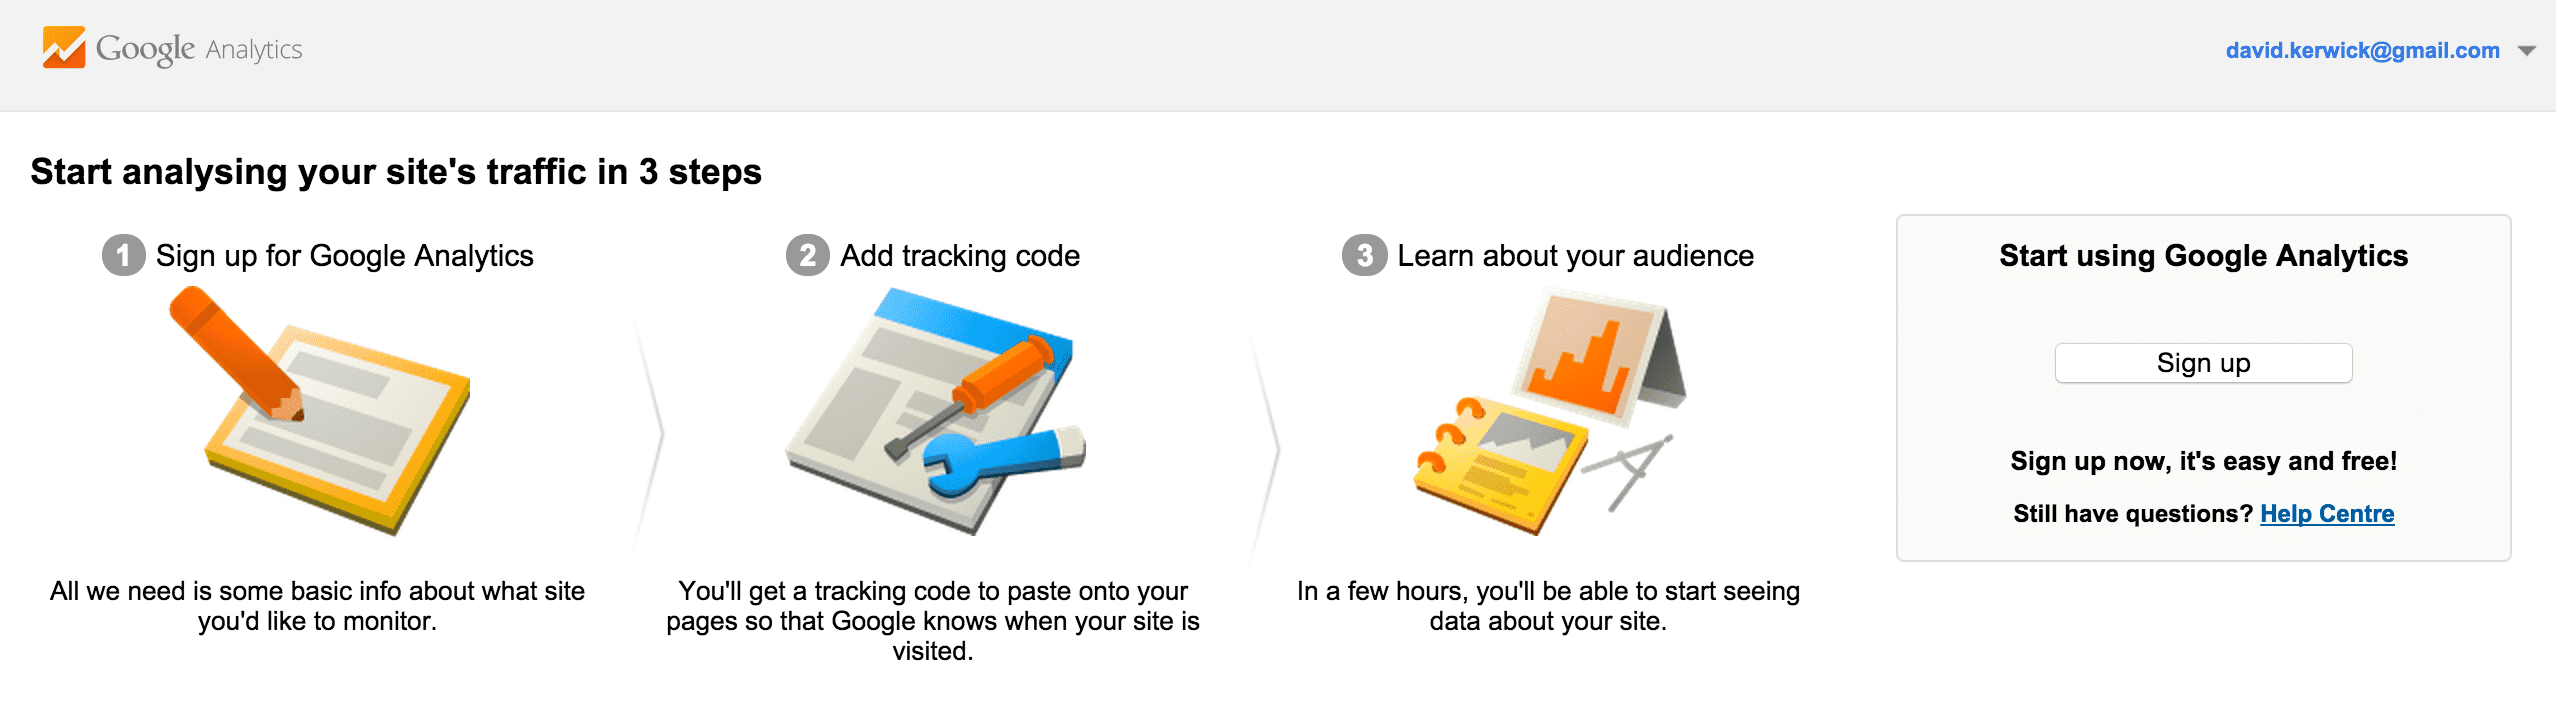 Google Analytics
david.kerwick@gmail.com
Start analysing your site's traffic in 3 steps
1 Sign up for Google Analytics
All we need is some basic info about what site
you'd like to monitor.
2 Add tracking code
You'll get a tracking code to paste onto your
pages so that Google knows when your site is
visited.
3 Learn about your audience
In a few hours, you'll be able to start seeing
data about your site.
Start using Google Analytics
Sign up
Sign up now, it's easy and free!
Still have questions? Help Centre